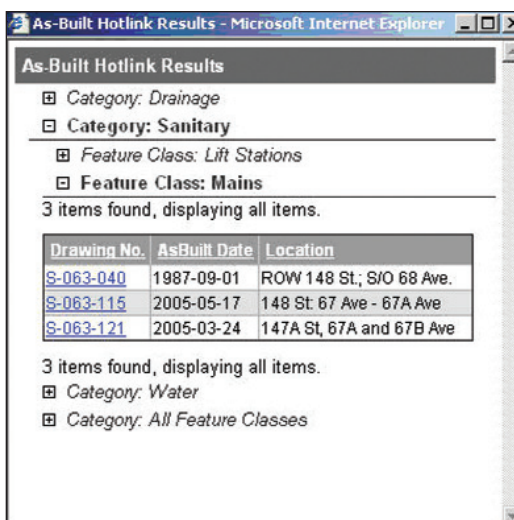 As-Built Hotlink Results - Microsoft Internet Explorer
As-Built Hotlink Results
Category: Drainage
Category: Sanitary
Feature Class: Lift Stations
Feature Class: Mains
3 items found, displaying all items.
Drawing No. AsBuilt Date Location
S-063-040 1987-09-01 ROW 148 St.; S/O 68 Ave.
S-063-115 2005-05-17 148 St: 67 Ave - 67A Ave
S-063-121 2005-03-24 147A St, 67A and 67B Ave
3 items found, displaying all items.
Category: Water
Category: All Feature Classes